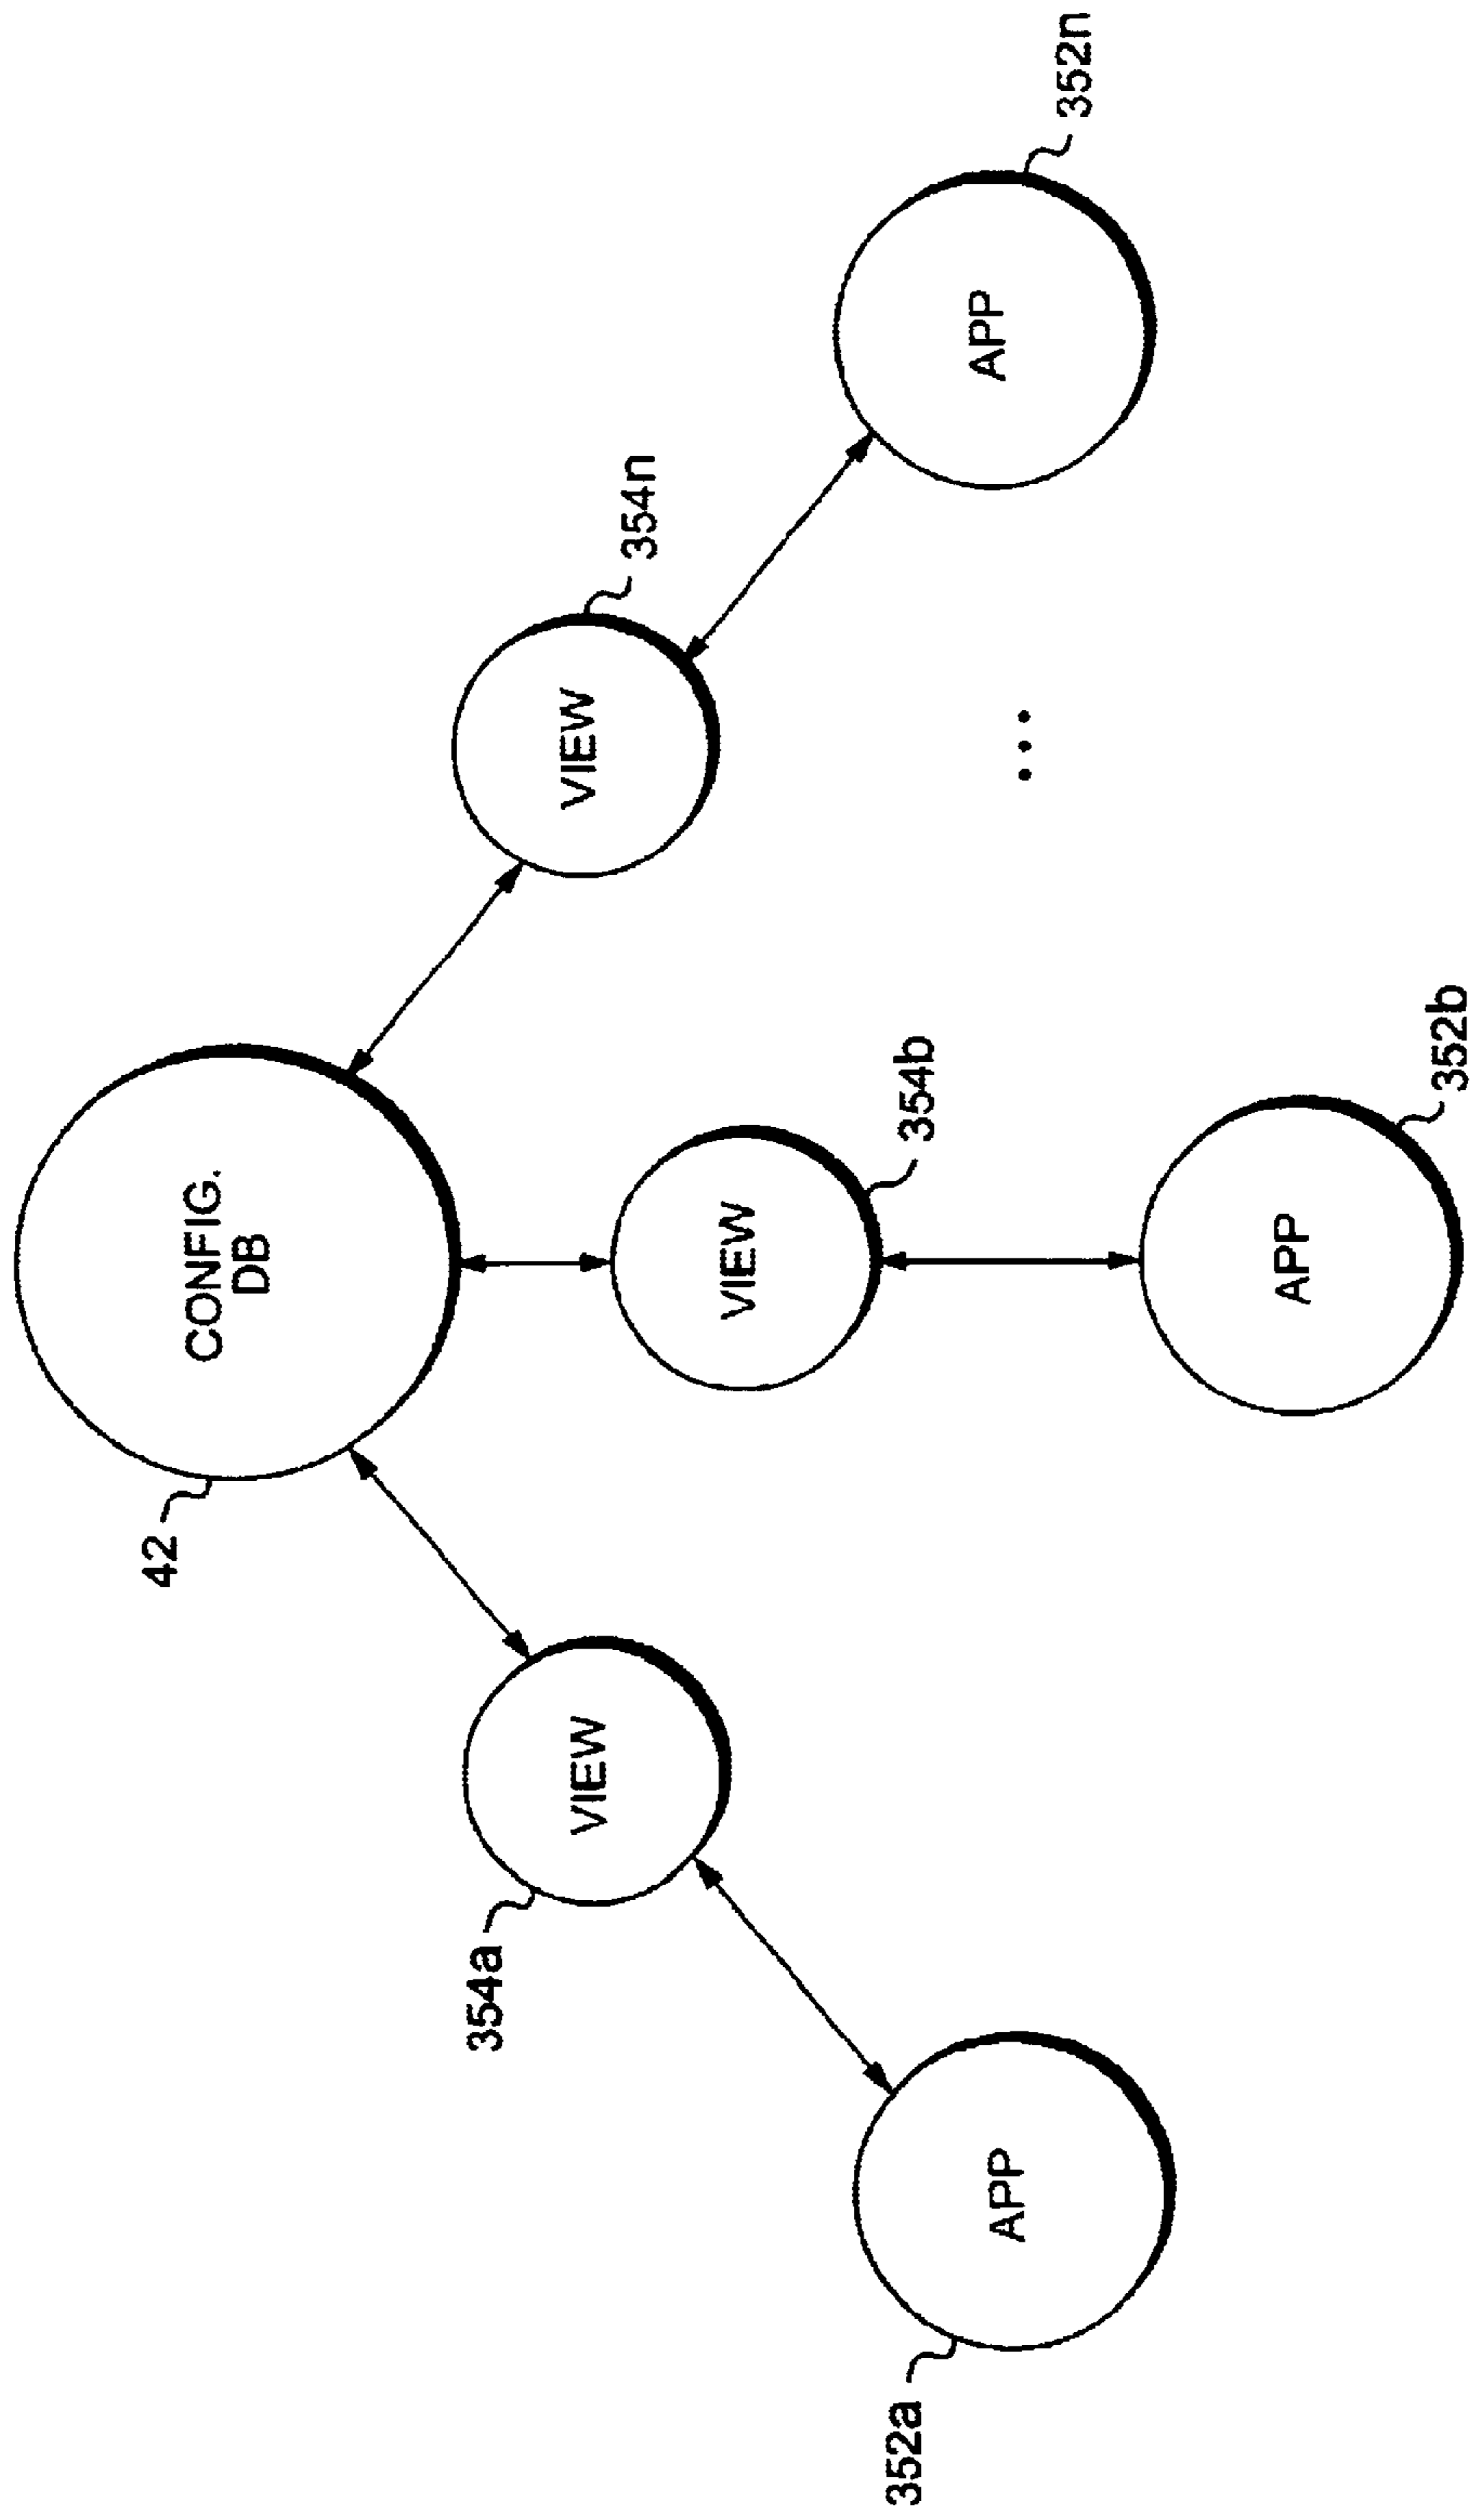 CONFIG.
DB
42
VIEW
354a
VIEW
354b
VIEW
354n
APP
352a
APP
352b
APP
352n
...